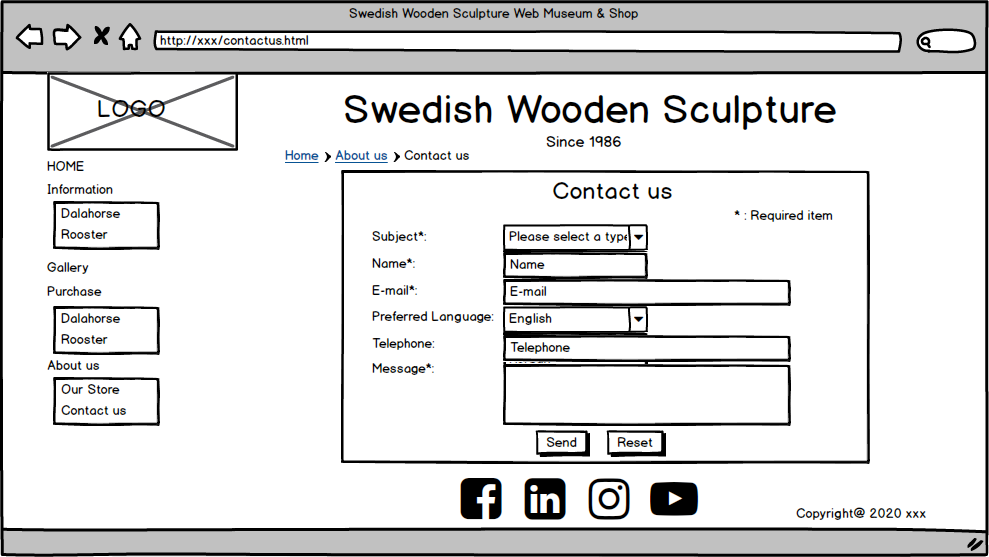 Swedish Wooden Sculpture Web Museum & Shop
http://xxx/contactus.html
LOGO
Swedish Wooden Sculpture
Since 1986
Home > About us > Contact us
HOME
Information
Dalahorse
Rooster
Gallery
Purchase
Dalahorse
Rooster
About us
Our Store
Contact us
Contact us
* : Required item
Subject*: Please select a type
Name*: Name
E-mail*: E-mail
Preferred Language: English
Telephone: Telephone
Message*:
Send Reset
Copyright@ 2020 xxx